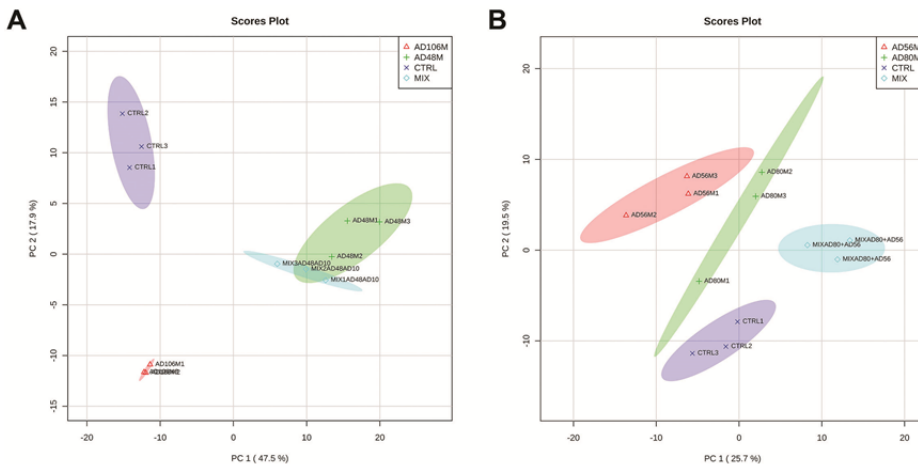 A
Scores Plot
AD106M
AD48M
CTRL
MIX
PC 2 ( 17.9 %)
20
15
10
5
0
-5
-10
-15
CTRL2
CTRL3
CTRL1
AD48M1
AD48M3
AD48M2
MIX3AD48AD10
MIX2AD48AD10
MIX1AD48AD10
AD106M1
-20
-10
0
10
20
PC 1 ( 47.5 %)
B
Scores Plot
AD56M
AD80M
CTRL
MIX
PC 2 ( 19.5 %)
20
10
0
-10
AD80M2
AD56M3
AD56M1
AD80M3
AD56M2
MIXAD80+AD56
MIXAD80+AD56
MIXAD80+AD56
AD80M1
CTRL1
CTRL2
CTRL3
-20
-10
0
10
20
PC 1 ( 25.7 %)